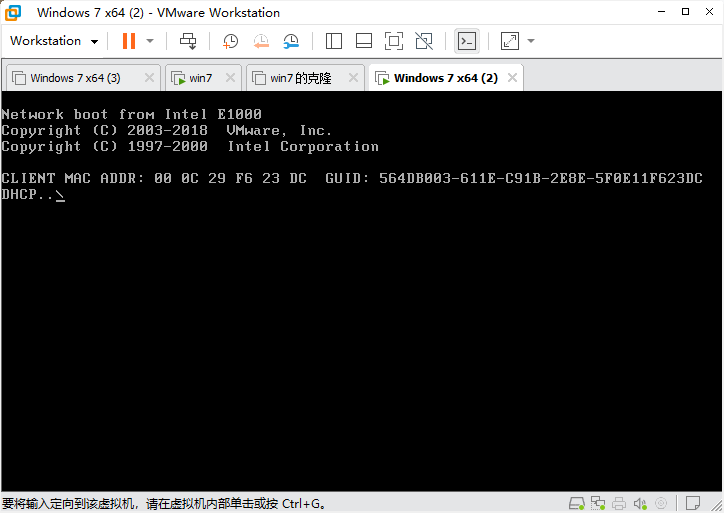 Windows 7 x64 (2) - VMware Workstation
Workstation
Windows 7 x64 (3) win7 win7 的克隆 Windows 7 x64 (2)
Network boot from Intel E1000
Copyright (C) 2003-2018 VMware, Inc.
Copyright (C) 1997-2000 Intel Corporation
CLIENT MAC ADDR: 00 0C 29 F6 23 DC GUID: 564DB003-611E-C91B-2E8E-5F0E11F623DC
DHCP..\
要将输入定向到该虚拟机，请在虚拟机内部单击或按 Ctrl+G。